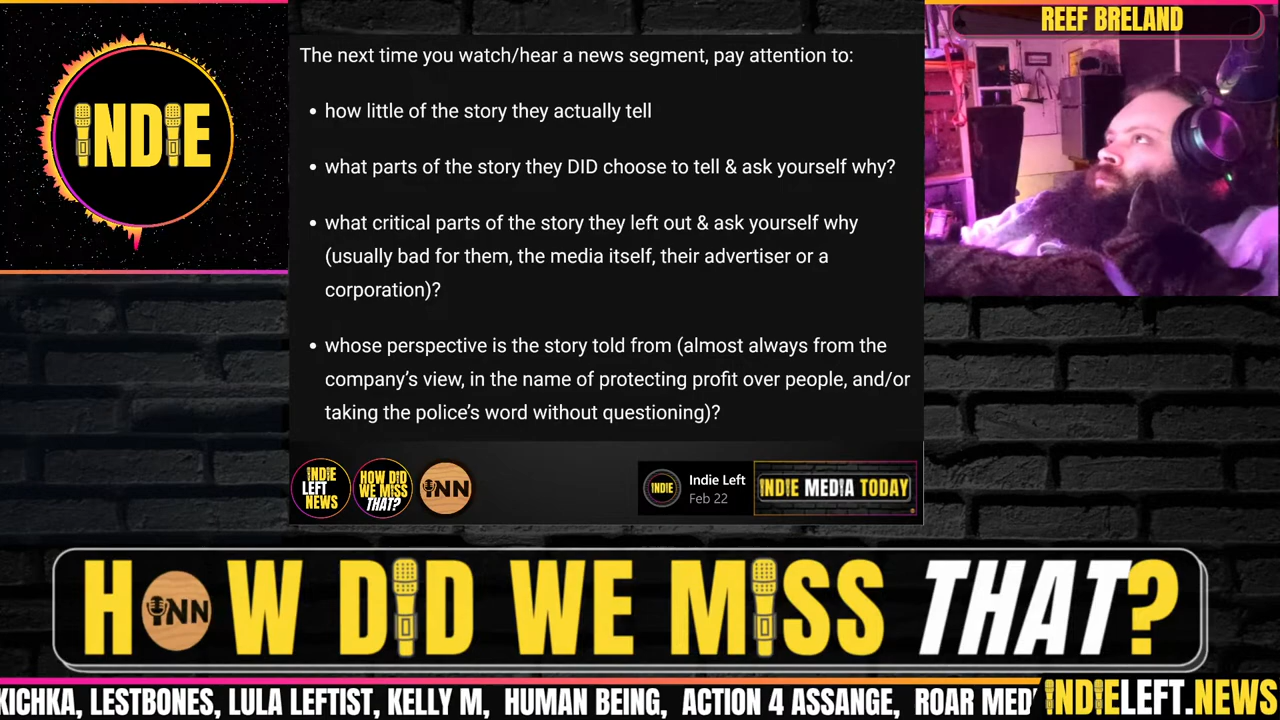 INDIE
The next time you watch/hear a news segment, pay attention to:
• how little of the story they actually tell
• what parts of the story they DID choose to tell & ask yourself why?
• what critical parts of the story they left out & ask yourself why
(usually bad for them, the media itself, their advertiser or a
corporation)?
• whose perspective is the story told from (almost always from the
company’s view, in the name of protecting profit over people, and/or
taking the police’s word without questioning)?
INDIE
LEFT
NEWS
HOW DID
WE MISS
THAT?
INN
INDIE
Indie Left
Feb 22
INDIE MEDIA TODAY
REEF BRELAND
HOW DID WE MISS THAT?
INN
KICHKA, LESTBONES, LULA LEFTIST, KELLY M, HUMAN BEING, ACTION 4 ASSANGE, ROAR MED
INDIELEFT.NEWS